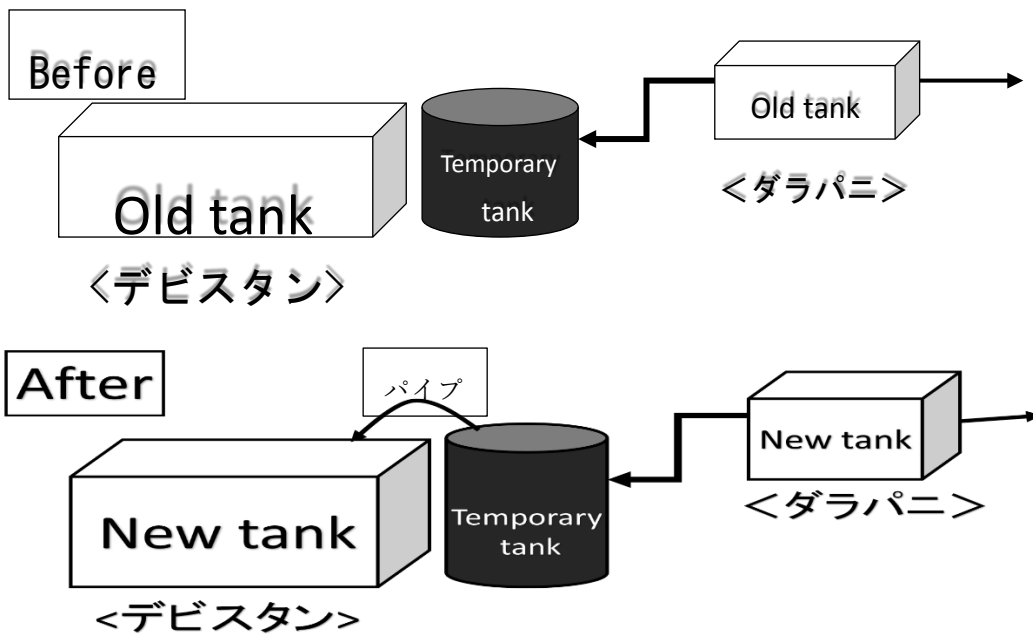 Before
Old tank
Temporary
tank
Old tank
＜ダラパニ＞
<デビスタン>
After
パイプ
New tank
Temporary
tank
New tank
＜ダラパニ＞
<デビスタン>